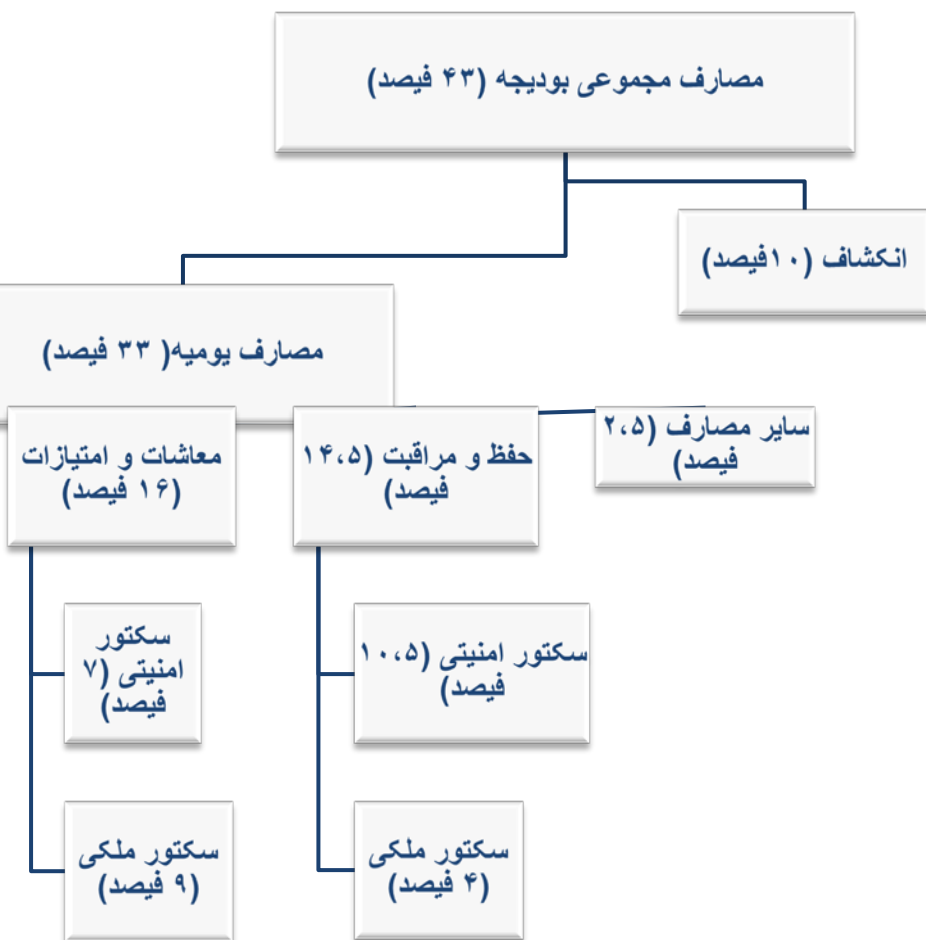 مصارف مجموعی بودیجه (۴۳ فیصد)
انکشاف (۱۰فیصد)
مصارف یومیه( ۳۳ فیصد)
سایر مصارف (۲،۵
فیصد)
حفظ و مراقبت (۱۴،۵
فیصد)
معاشات و امتیازات
(۱۶ فیصد)
سکتور امنیتی (۱۰،۵
فیصد)
سکتور
امنیتی (۷
فیصد)
سکتور ملکی
(۴ فیصد)
سکتور ملکی
(۹ فیصد)